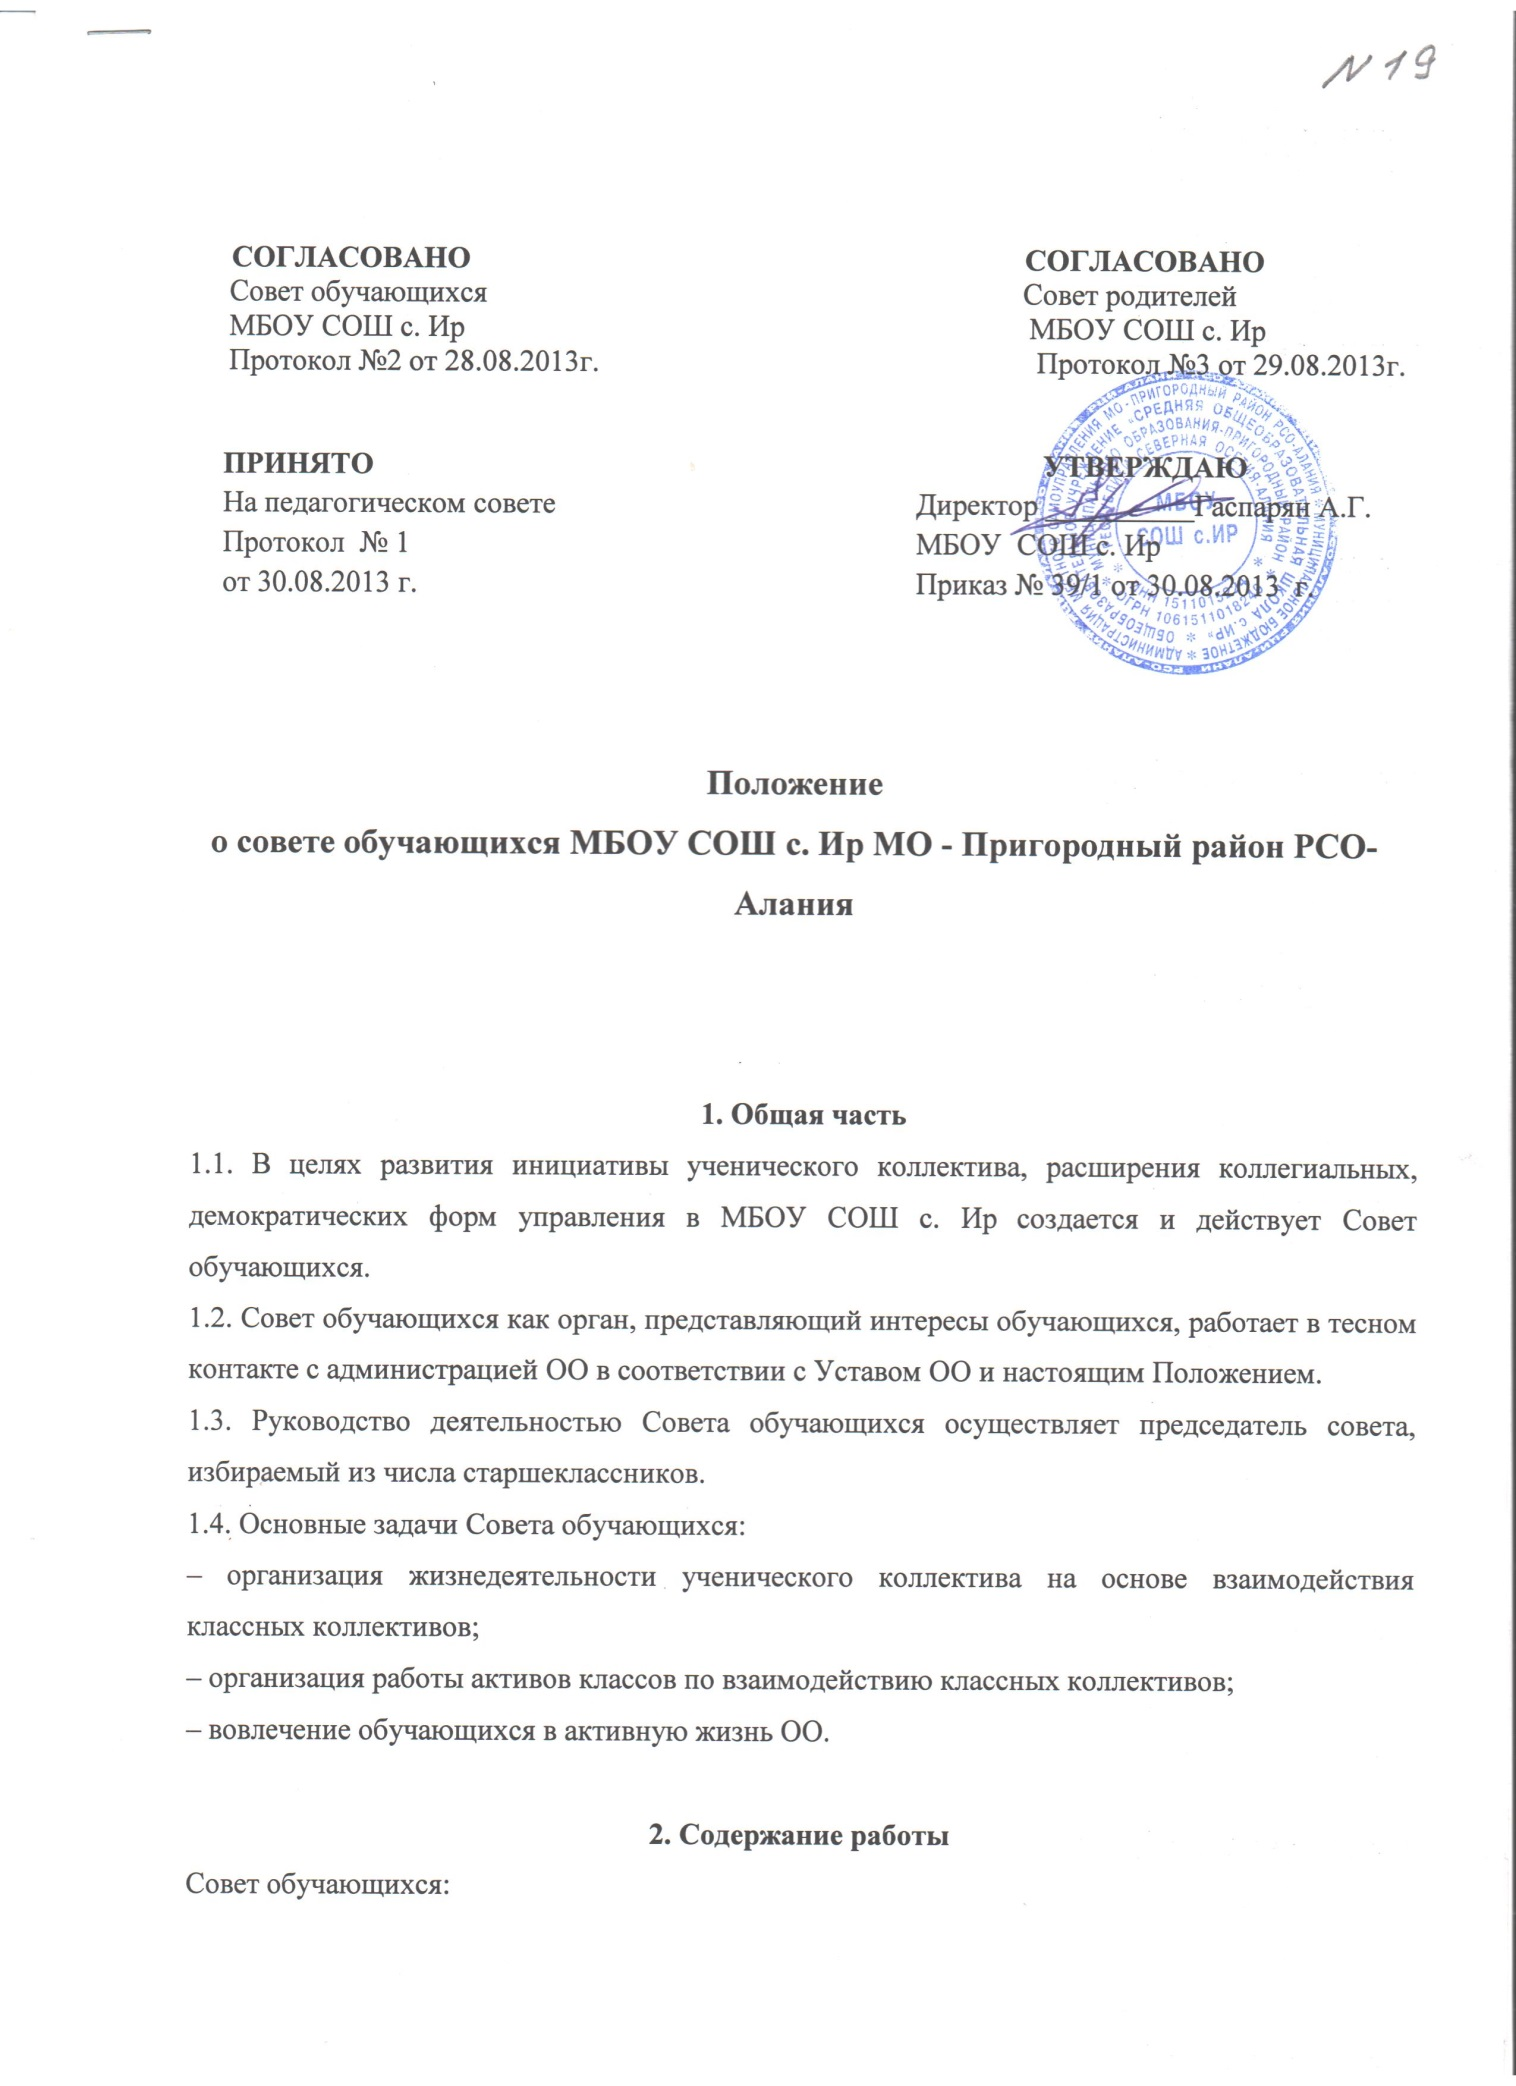 N 19
СОГЛАСОВАНО
Совет обучающихся
МБОУ СОШ с. Ир
Протокол №2 от 28.08.2013г.
СОГЛАСОВАНО
Совет родителей
МБОУ СОШ с. Ир
Протокол №3 от 29.08.2013г.
ПРИНЯТО
На педагогическом совете
Протокол № 1
от 30.08.2013 г.
УТВЕРЖДАЮ
Директор Гаспарян А.Г.
МБОУ СОШ с. Ир
Приказ № 39/1 от 30.08.2013 г.
МБОУ
СОШ с.ИР
Положение
о совете обучающихся МБОУ СОШ с. Ир МО - Пригородный район РСО-
Алания
1. Общая часть
1.1. В целях развития инициативы ученического коллектива, расширения коллегиальных,
демократических форм управления в МБОУ СОШ с. Ир создается и действует Совет
обучающихся.
1.2. Совет обучающихся как орган, представляющий интересы обучающихся, работает в тесном
контакте с администрацией ОО в соответствии с Уставом ОО и настоящим Положением.
1.3. Руководство деятельностью Совета обучающихся осуществляет председатель совета,
избираемый из числа старшеклассников.
1.4. Основные задачи Совета обучающихся:
– организация жизнедеятельности ученического коллектива на основе взаимодействия
классных коллективов;
– организация работы активов классов по взаимодействию классных коллективов;
– вовлечение обучающихся в активную жизнь ОО.
2. Содержание работы
Совет обучающихся: